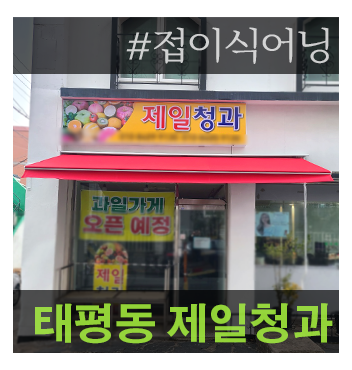 #접이식어닝
제일청과
과일가게
오픈 예정
제일
태평동 제일청과